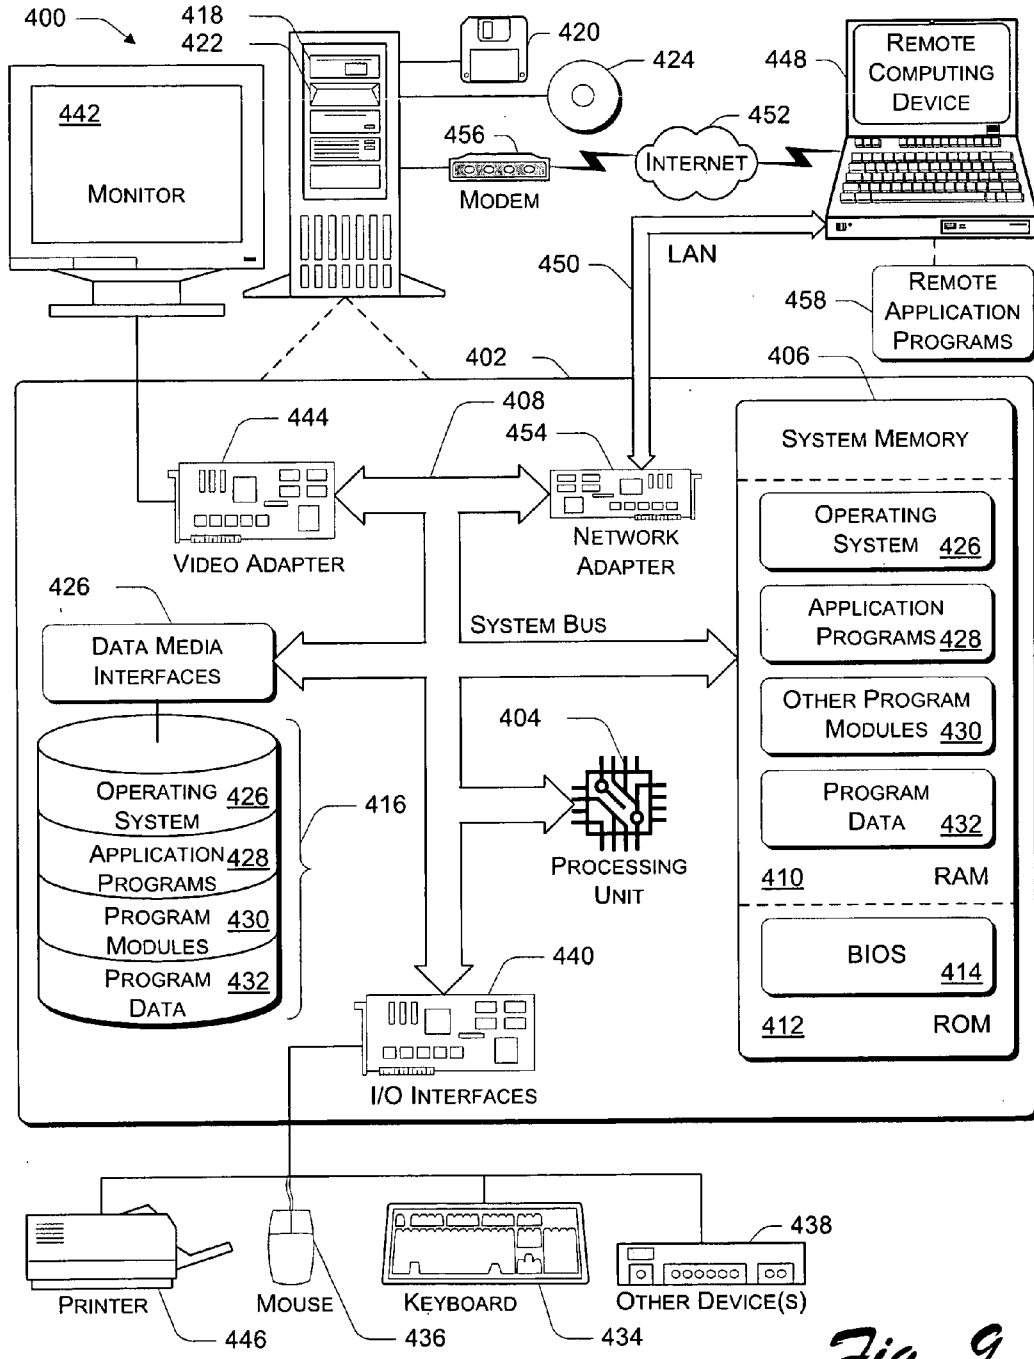 400
418
422
420
424
442
MONITOR
456
MODEM
452
INTERNET
448
REMOTE
COMPUTING
DEVICE
450
LAN
458
REMOTE
APPLICATION
PROGRAMS
402
406
444
408
454
VIDEO ADAPTER
NETWORK
ADAPTER
SYSTEM MEMORY
OPERATING
SYSTEM 426
APPLICATION
PROGRAMS 428
OTHER PROGRAM
MODULES 430
PROGRAM
DATA 432
410 RAM
BIOS 414
412 ROM
426
DATA MEDIA
INTERFACES
SYSTEM BUS
OPERATING 426
SYSTEM
APPLICATION 428
PROGRAMS
PROGRAM 430
MODULES
PROGRAM 432
DATA
416
404
PROCESSING
UNIT
440
I/O INTERFACES
PRINTER
446
MOUSE
436
KEYBOARD
434
438
OTHER DEVICE(S)
Fig. 9